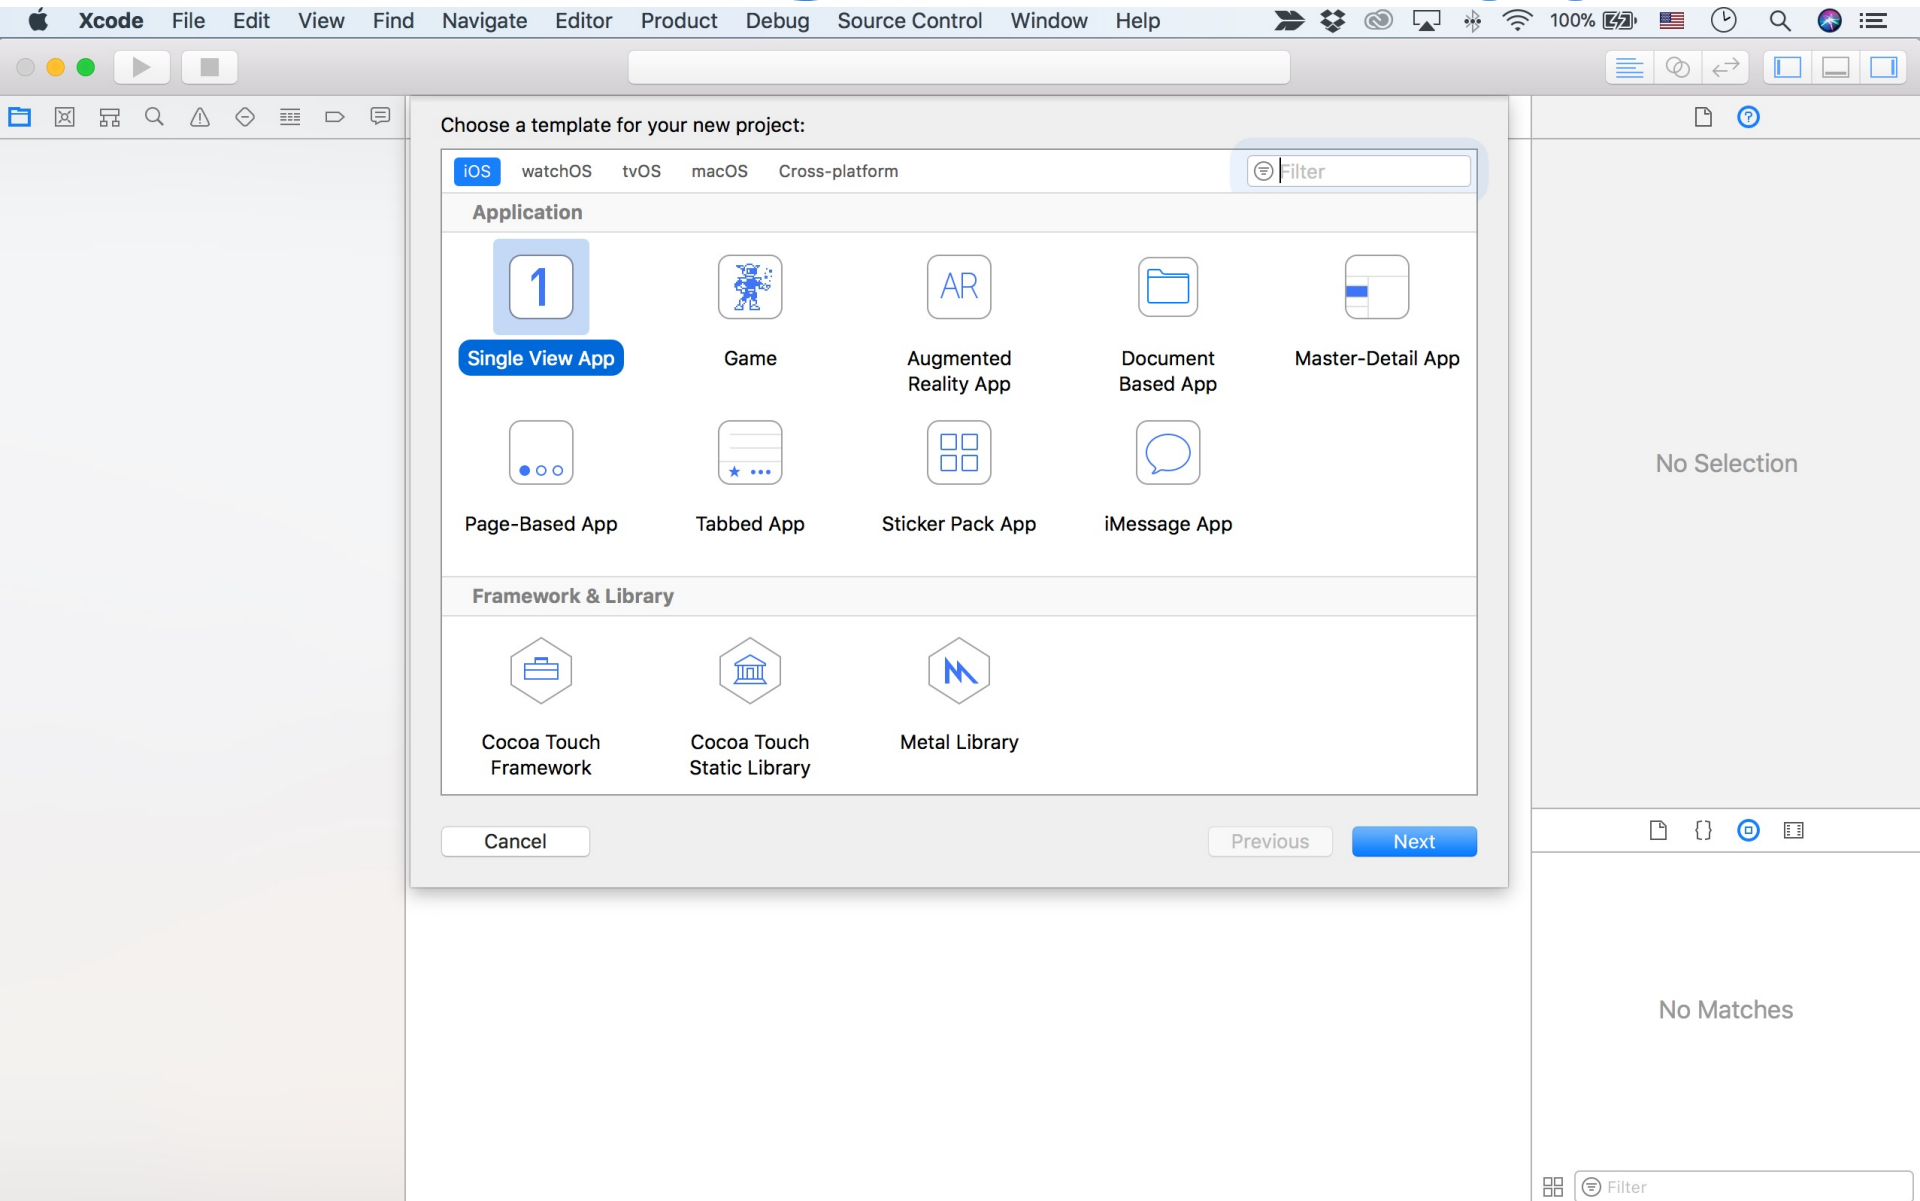 Xcode File Edit View Find Navigate Editor Product Debug Source Control Window Help 100%
Choose a template for your new project:
iOS watchOS tvOS macOS Cross-platform Filter
Application
1
AR
Single View App
Game
Augmented
Reality App
Document
Based App
Master-Detail App
Page-Based App
Tabbed App
Sticker Pack App
iMessage App
Framework & Library
Cocoa Touch
Framework
Cocoa Touch
Static Library
Metal Library
Cancel Previous Next
No Selection
{}
No Matches
Filter